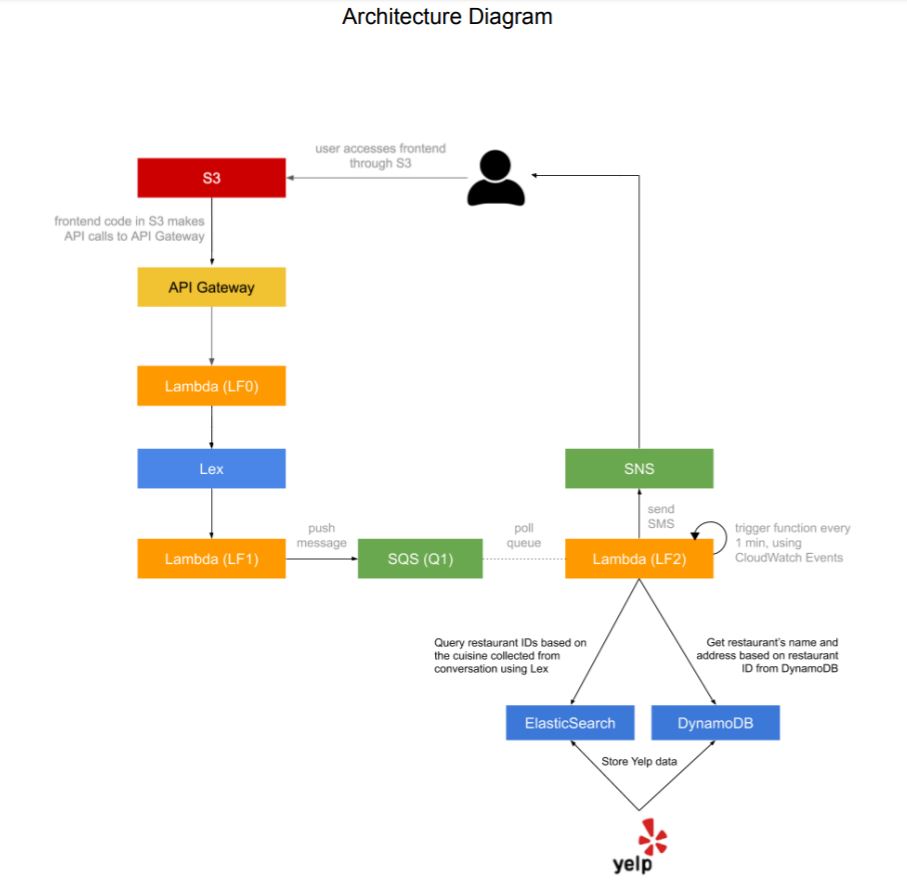 Architecture Diagram
user accesses frontend
through S3
S3
frontend code in S3 makes
API calls to API Gateway
API Gateway
Lambda (LF0)
Lex
SNS
send
SMS
push
message
poll
queue
trigger function every
1 min, using
CloudWatch Events
Lambda (LF1)
SQS (Q1)
Lambda (LF2)
Query restaurant IDs based on
the cuisine collected from
conversation using Lex
Get restaurant's name and
address based on restaurant
ID from DynamoDB
ElasticSearch
DynamoDB
Store Yelp data
yelp